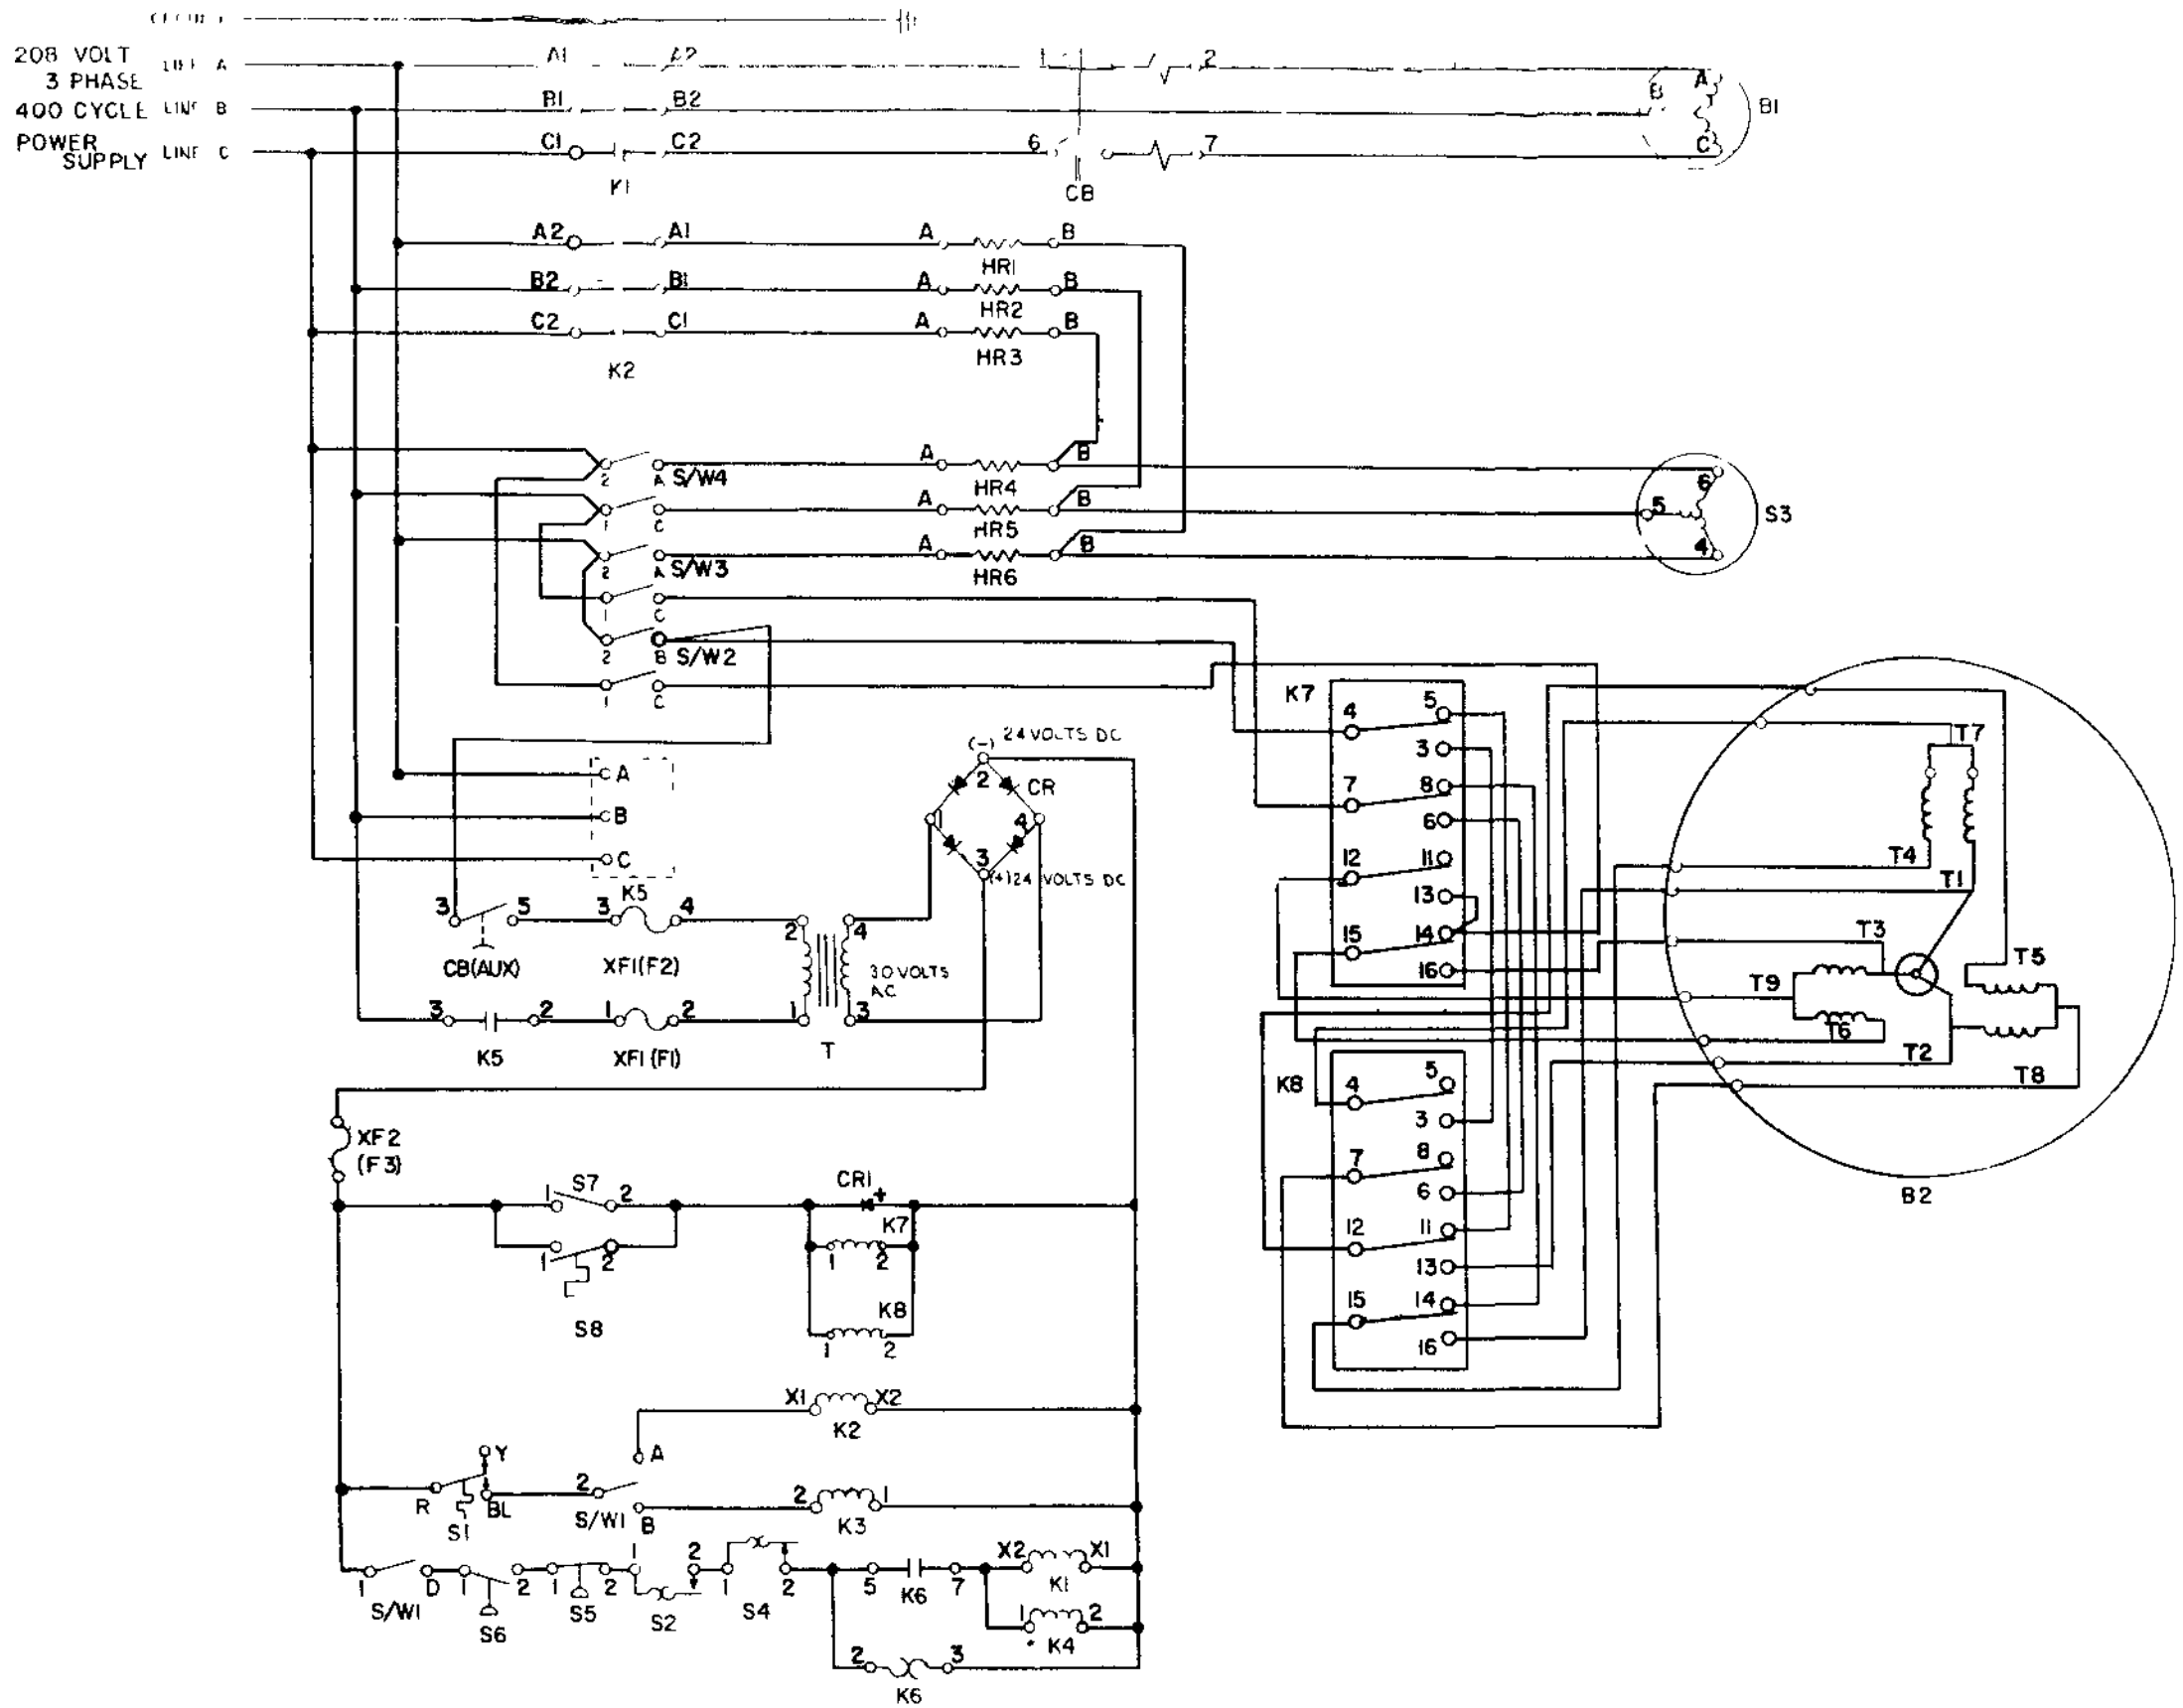 208 VOLT
3 PHASE
400 CYCLE
POWER
SUPPLY
A
LINE B
LINE C
A1 A2 1 2 A
B1 B2 B B1
C1 C2 6 7 C
K1 CB
A2 A1 A B
HR1
B2 B1 A B
HR2
C2 C1 A B
HR3
K2
2 A S/W4 A B 6
HR4
1 C A B 5 S3
HR5
2 A S/W3 A B 4
HR6
1 C
2 B S/W2
1 C
K7
4 5
3
7 8
6
12 11
13
15 14
16
T7
T4
T1
T3
T5
T9
T6
T2
T8
B2
(-) 24 VOLTS DC
2 CR
1 4
3
(+) 24 VOLTS DC
A
B
C
K5
3 5 3 4 2 4
CB(AUX) XF1(F2)
30 VOLTS
AC
3 2 1 2 1 3
K5 XF1 (F1) T
K8
4 5
3
7 8
6
12 11
13
15 14
16
XF2
(F3)
S7
1 2
CR1
+
K7
1 2 1 2
S8
K8
1 2
X1 X2
K2
A
Y
R BL 2
S1 S/W1 B
2 1
K3
1 D 1 2 1 2 1 2 1 2 5 7 X2 X1
S/W1 S6 S5 S2 S4 K6 K1
1 2
K4
2 3
K6